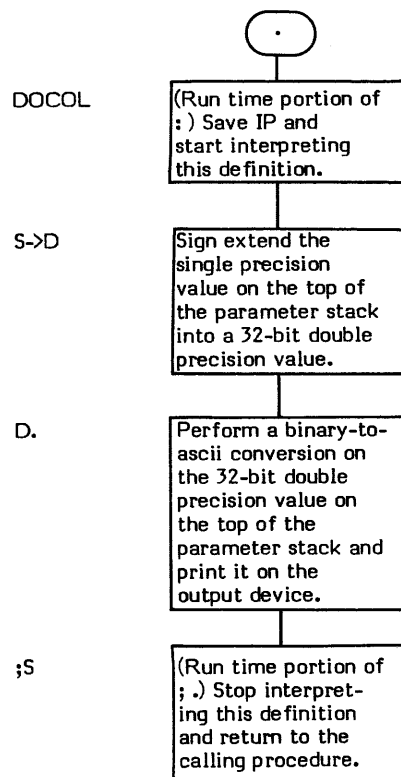 .
DOCOL
(Run time portion of
: ) Save IP and
start interpreting
this definition.
S->D
Sign extend the
single precision
value on the top of
the parameter stack
into a 32-bit double
precision value.
D.
Perform a binary-to-
ascii conversion on
the 32-bit double
precision value on
the top of the
parameter stack and
print it on the
output device.
;S
(Run time portion of
; .) Stop interpret-
ing this definition
and return to the
calling procedure.